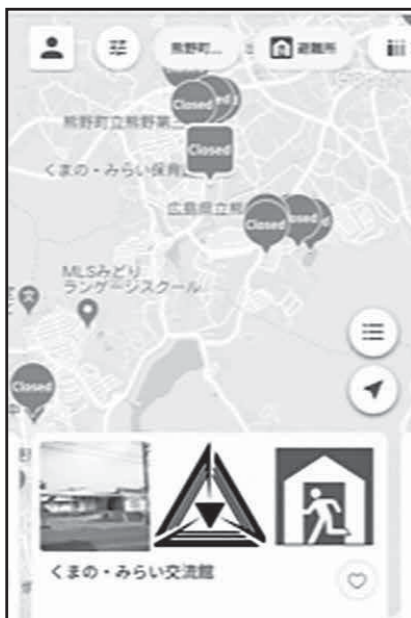 熊野町...
避難所
Closed
Closed
熊野町立熊野第二
Closed
くまの・みらい保育
広島県立熊
Closed
Closed
MLSみどり
ランゲージスクール
Closed
中
くまの・みらい交流館